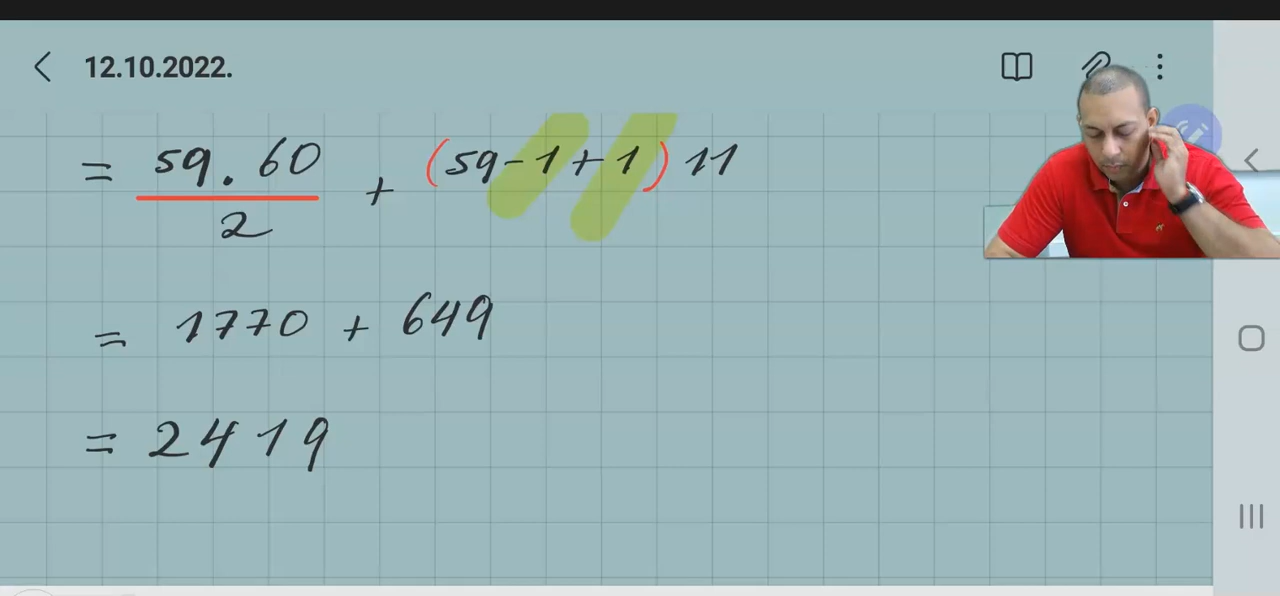 12.10.2022.
= 59.60/2 + (59-1+1)11
= 1770 + 649
= 2419